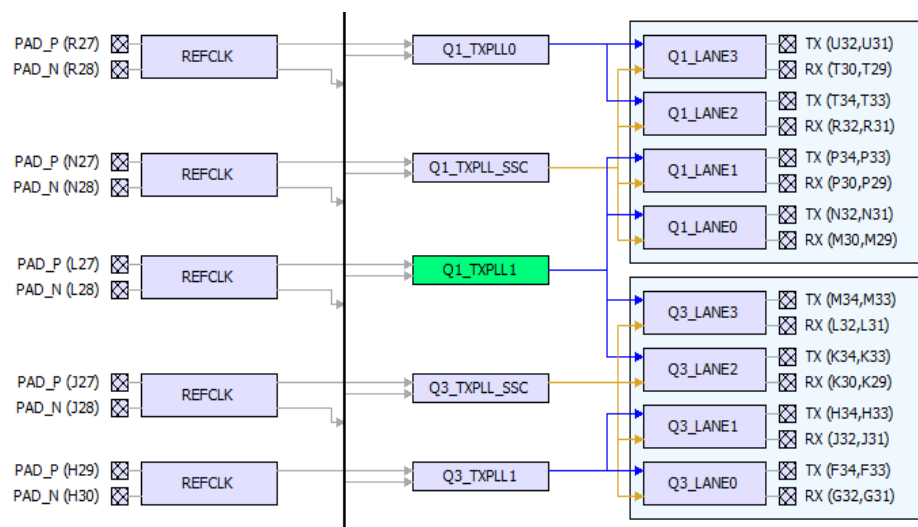 PAD_P (R27)
PAD_N (R28)
REFCLK
Q1_TXPLL0
Q1_LANE3
TX (U32,U31)
RX (T30,T29)
Q1_LANE2
TX (T34,T33)
RX (R32,R31)
PAD_P (N27)
PAD_N (N28)
REFCLK
Q1_TXPLL_SSC
Q1_LANE1
TX (P34,P33)
RX (P30,P29)
Q1_LANE0
TX (N32,N31)
RX (M30,M29)
PAD_P (L27)
PAD_N (L28)
REFCLK
Q1_TXPLL1
Q3_LANE3
TX (M34,M33)
RX (L32,L31)
Q3_LANE2
TX (K34,K33)
RX (K30,K29)
PAD_P (J27)
PAD_N (J28)
REFCLK
Q3_TXPLL_SSC
Q3_LANE1
TX (H34,H33)
RX (J32,J31)
PAD_P (H29)
PAD_N (H30)
REFCLK
Q3_TXPLL1
Q3_LANE0
TX (F34,F33)
RX (G32,G31)